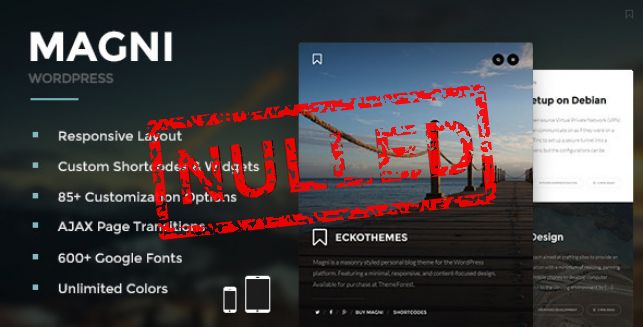 MAGNI
WORDPRESS
Responsive Layout
Custom Shortcodes & Widgets
85+ Customization Options
AJAX Page Transitions
600+ Google Fonts
Unlimited Colors
NULLED
ECKOTHEMES
Magni is a masonry styled personal blog theme for the WordPress
platform. Featuring a minimal, responsive, and content-focused design.
Available for purchase at ThemeForest.
BUY MAGNI / SHORTCODES
etup on Debian
Design